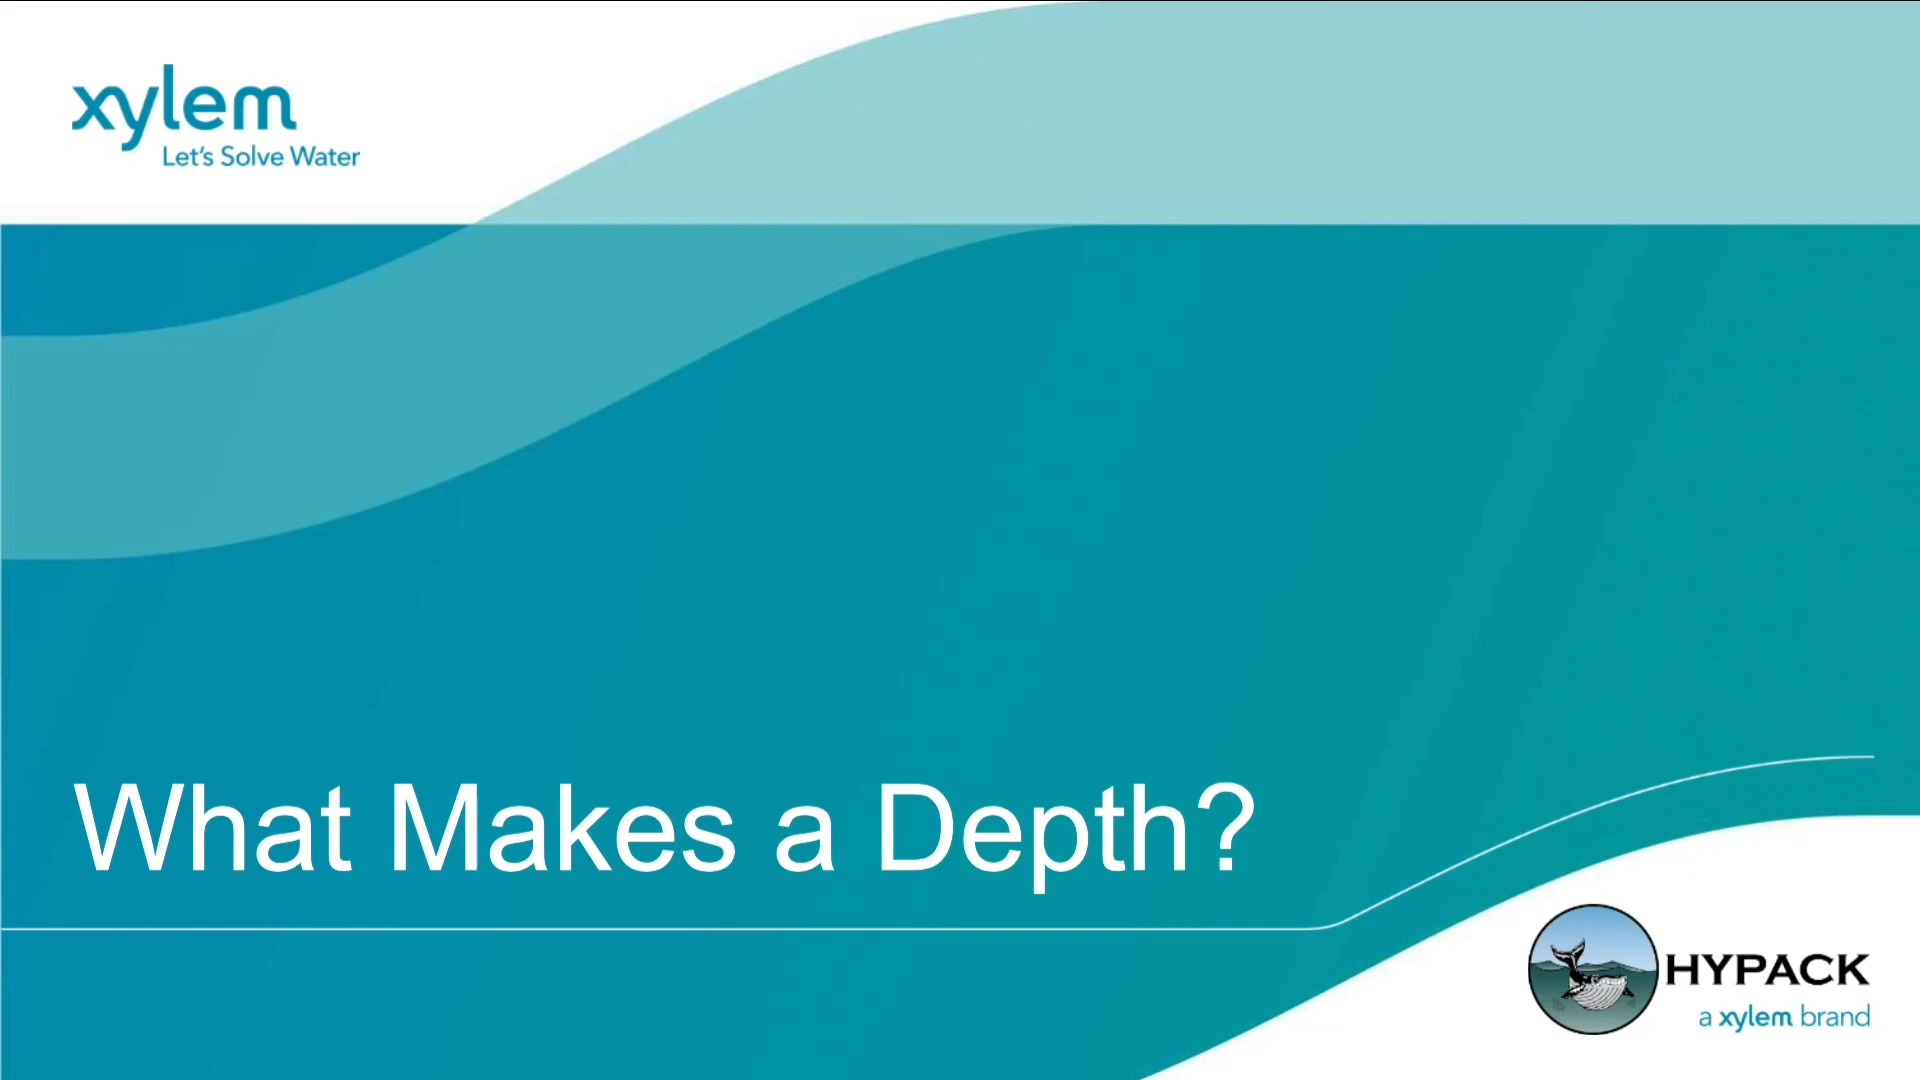 xylem
Let's Solve Water
What Makes a Depth?
HYPACK
a xylem brand